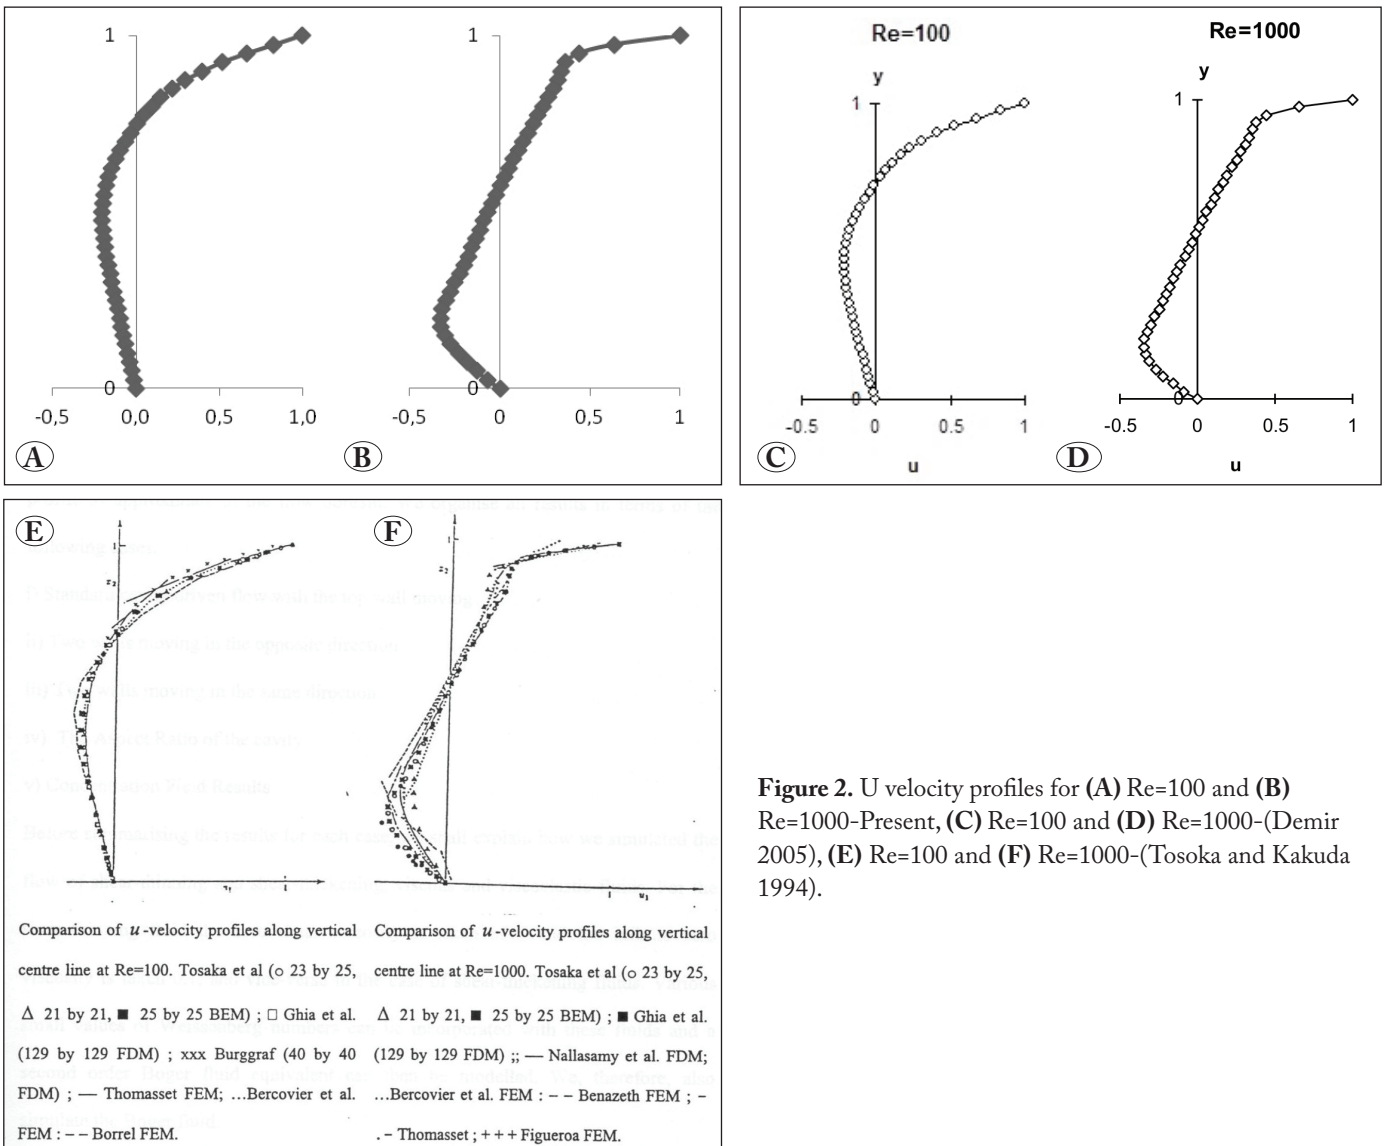 1
0
-0,5
0,0
0,5
1,0
A
1
0
-0,5
0
0,5
1
B
Re=100
y
1
0
-0.5
0
0.5
1
u
C
Re=1000
y
1
0
-0.5
0
0.5
1
u
D
E
1
1
F
1
1
Comparison of u-velocity profiles along vertical
centre line at Re=100. Tosaka et al (o 23 by 25,
Δ 21 by 21, ■ 25 by 25 BEM) ; □ Ghia et al.
(129 by 129 FDM) ; xxx Burggraf (40 by 40
FDM) ; — Thomasset FEM; ...Bercovier et al.
FEM : – – Borrel FEM.
Comparison of u-velocity profiles along vertical
centre line at Re=1000. Tosaka et al (o 23 by 25,
Δ 21 by 21, ■ 25 by 25 BEM) ; ■ Ghia et al.
(129 by 129 FDM) ;; — Nallasamy et al. FDM;
...Bercovier et al. FEM : – – Benazeth FEM ; –
. – Thomasset ; + + + Figueroa FEM.
Figure 2. U velocity profiles for (A) Re=100 and (B)
Re=1000-Present, (C) Re=100 and (D) Re=1000-(Demir
2005), (E) Re=100 and (F) Re=1000-(Tosoka and Kakuda
1994).